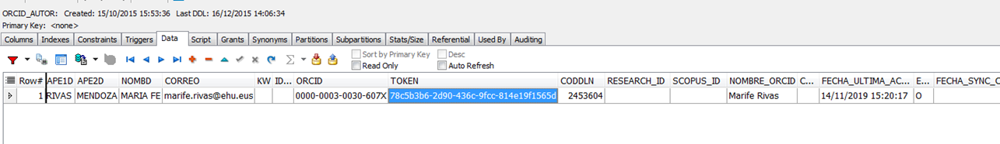 ORCID_AUTOR: Created: 15/10/2015 15:53:36 Last DDL: 16/12/2015 14:06:34
Primary Key: <none>
Columns Indexes Constraints Triggers Data Script Grants Synonyms Partitions Subpartitions Stats/Size Referential Used By Auditing
Sort by Primary Key Desc
Read Only Auto Refresh
Row# APE1D APE2D NOMBD CORREO KW ID... ORCID TOKEN CODDLN RESEARCH_ID SCOPUS_ID NOMBRE_ORCID C... FECHA_ULTIMA_AC... E... FECHA_SYNC_C
1 RIVAS MENDOZA MARIA FE marife.rivas@ehu.eus 0000-0003-0030-607X 78c5b3b6-2d90-436c-9fcc-814e19f1565d 2453604 Marife Rivas 14/11/2019 15:20:17 O